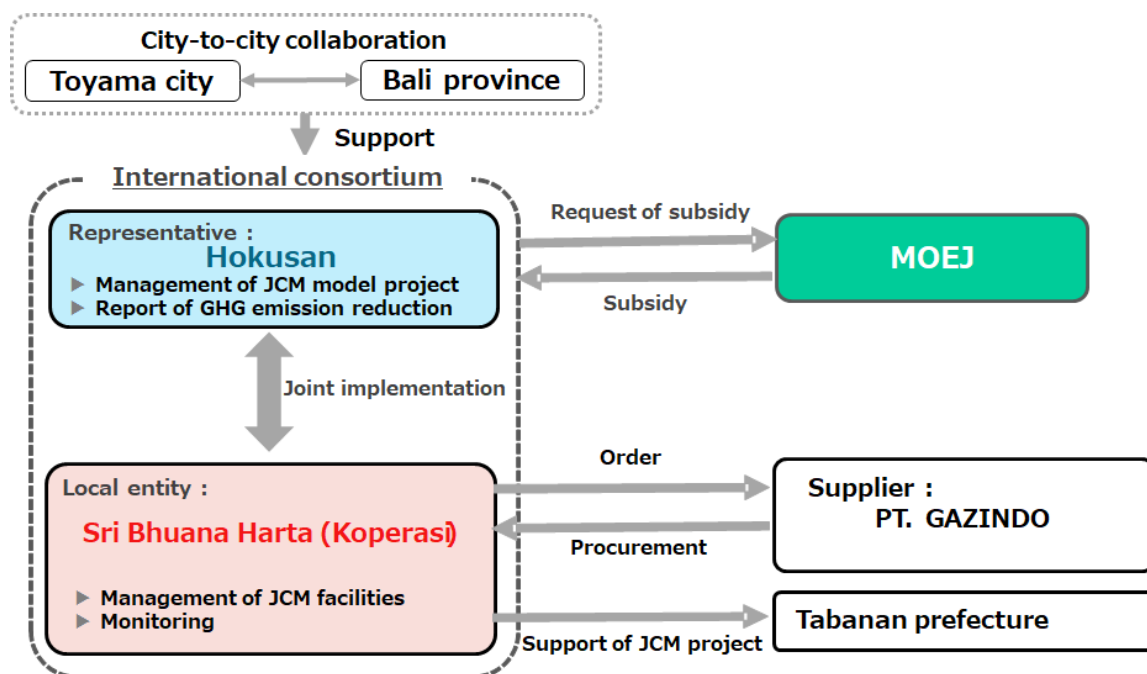 City-to-city collaboration
Toyama city
Bali province
Support
International consortium
Representative :
Hokusan
▶ Management of JCM model project
▶ Report of GHG emission reduction
Request of subsidy
Subsidy
MOEJ
Joint implementation
Local entity :
Sri Bhuana Harta (Koperasi)
▶ Management of JCM facilities
▶ Monitoring
Order
Procurement
Supplier :
PT. GAZINDO
Support of JCM project
Tabanan prefecture